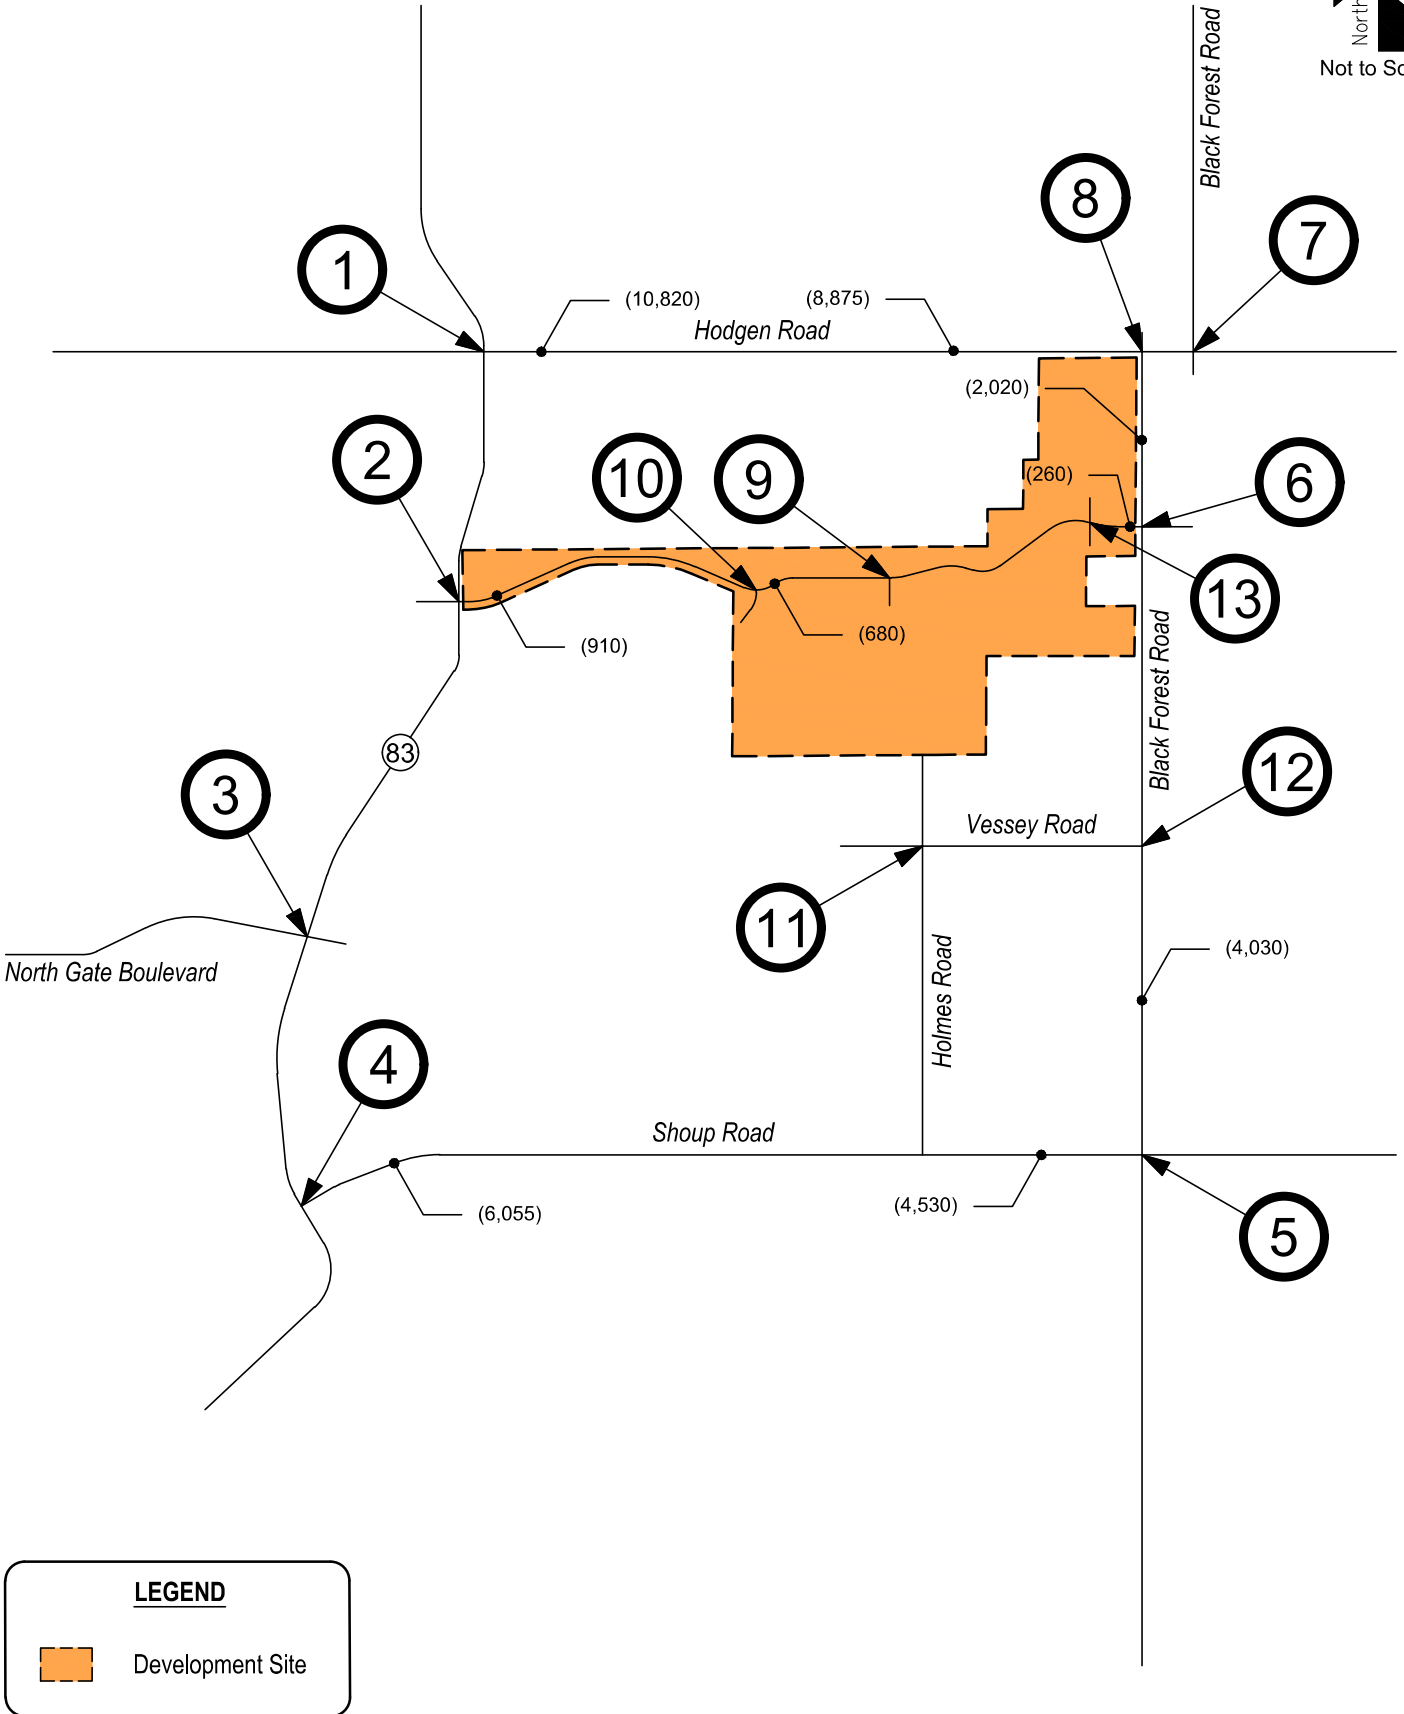 North
Not to Sc
Black Forest Road
8
7
1
(10,820)
(8,875)
Hodgen Road
(2,020)
2
10
9
(260)
6
13
(910)
(680)
Black Forest Road
83
3
12
Vessey Road
11
North Gate Boulevard
Holmes Road
(4,030)
4
Shoup Road
(6,055)
(4,530)
5
LEGEND
Development Site